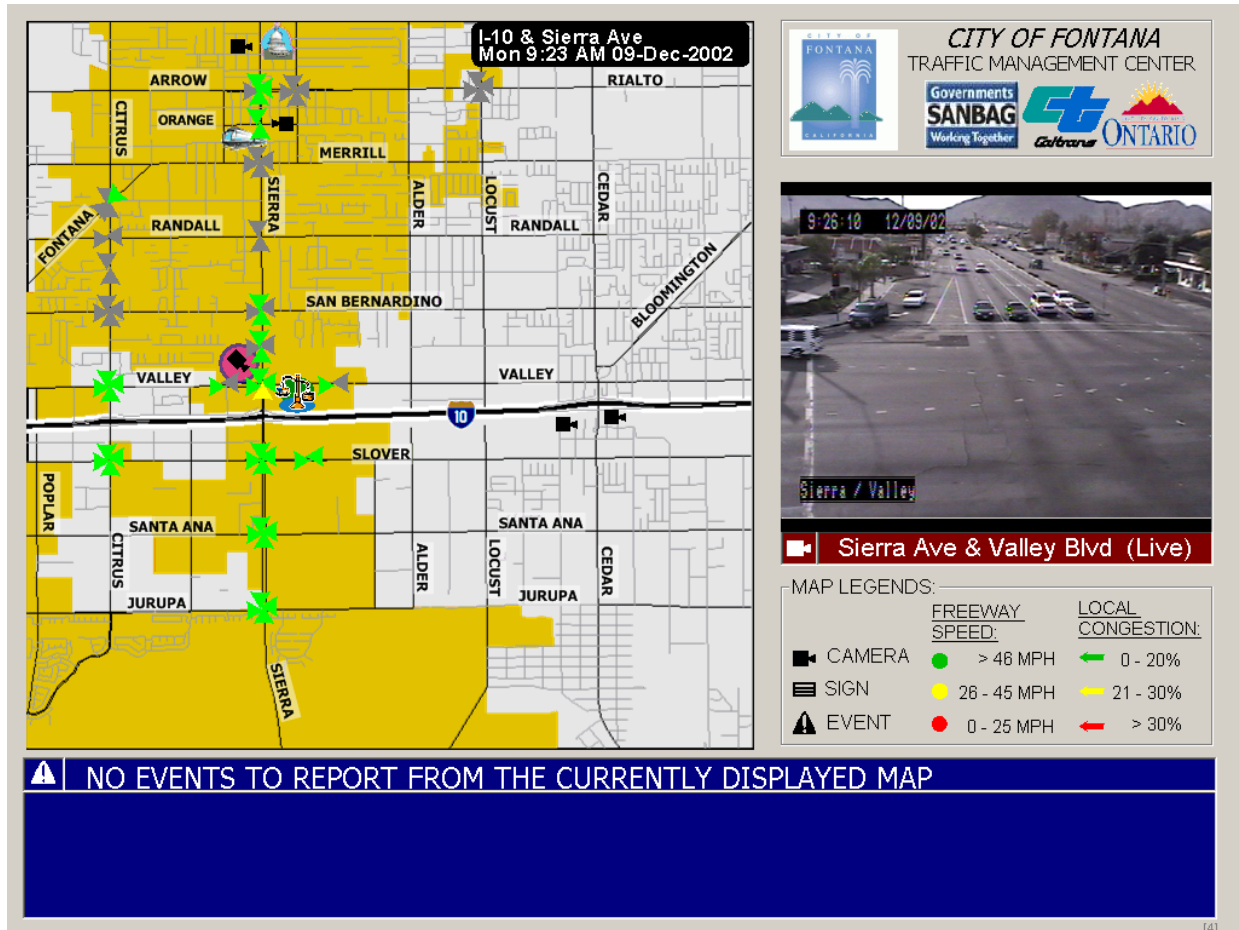 I-10 & Sierra Ave
Mon 9:23 AM 09-Dec-2002
ARROW
RIALTO
CITRUS
ORANGE
MERRILL
SIERRA
ALDER
LOCUST
CEDAR
FONTANA
RANDALL
RANDALL
BLOOMINGTON
SAN BERNARDINO
VALLEY
VALLEY
10
SLOVER
POPLAR
SANTA ANA
SANTA ANA
CITRUS
ALDER
LOCUST
CEDAR
JURUPA
JURUPA
SIERRA
CITY OF
FONTANA
CALIFORNIA
CITY OF FONTANA
TRAFFIC MANAGEMENT CENTER
Governments
SANBAG
Working Together
Caltrans
ONTARIO
9:26:10 12/09/02
Sierra / Valley
Sierra Ave & Valley Blvd (Live)
MAP LEGENDS:
FREEWAY
SPEED:
LOCAL
CONGESTION:
CAMERA > 46 MPH 0 - 20%
SIGN 26 - 45 MPH 21 - 30%
EVENT 0 - 25 MPH > 30%
NO EVENTS TO REPORT FROM THE CURRENTLY DISPLAYED MAP
[4]